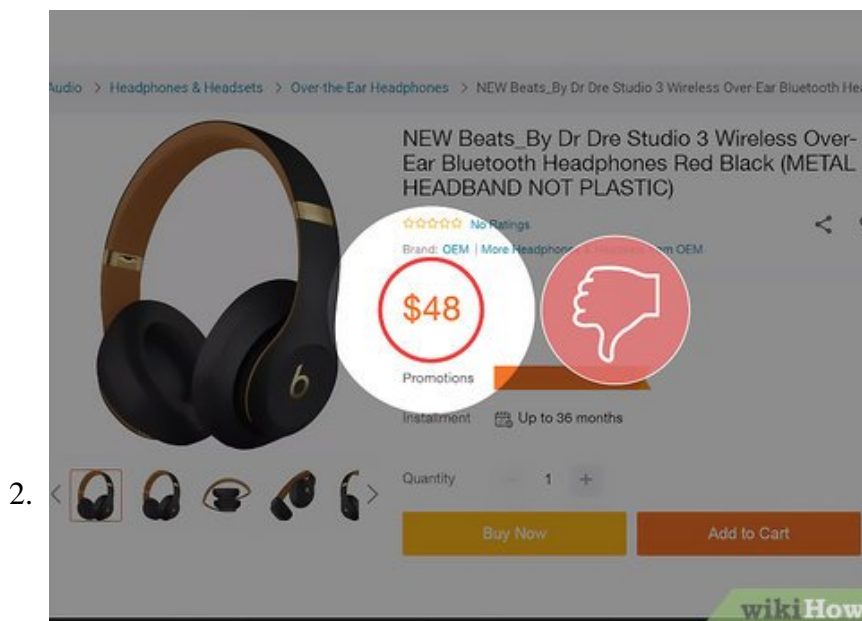 Audio > Headphones & Headsets > Over-the-Ear Headphones > NEW Beats_By Dr Dre Studio 3 Wireless Over-Ear Bluetooth Hea
NEW Beats_By Dr Dre Studio 3 Wireless Over-
Ear Bluetooth Headphones Red Black (METAL
HEADBAND NOT PLASTIC)
No Ratings
Brand: OEM | More Headphones & Headsets from OEM
$48
Promotions
Installment Up to 36 months
2.
Quantity 1 +
Buy Now Add to Cart
wikiHow